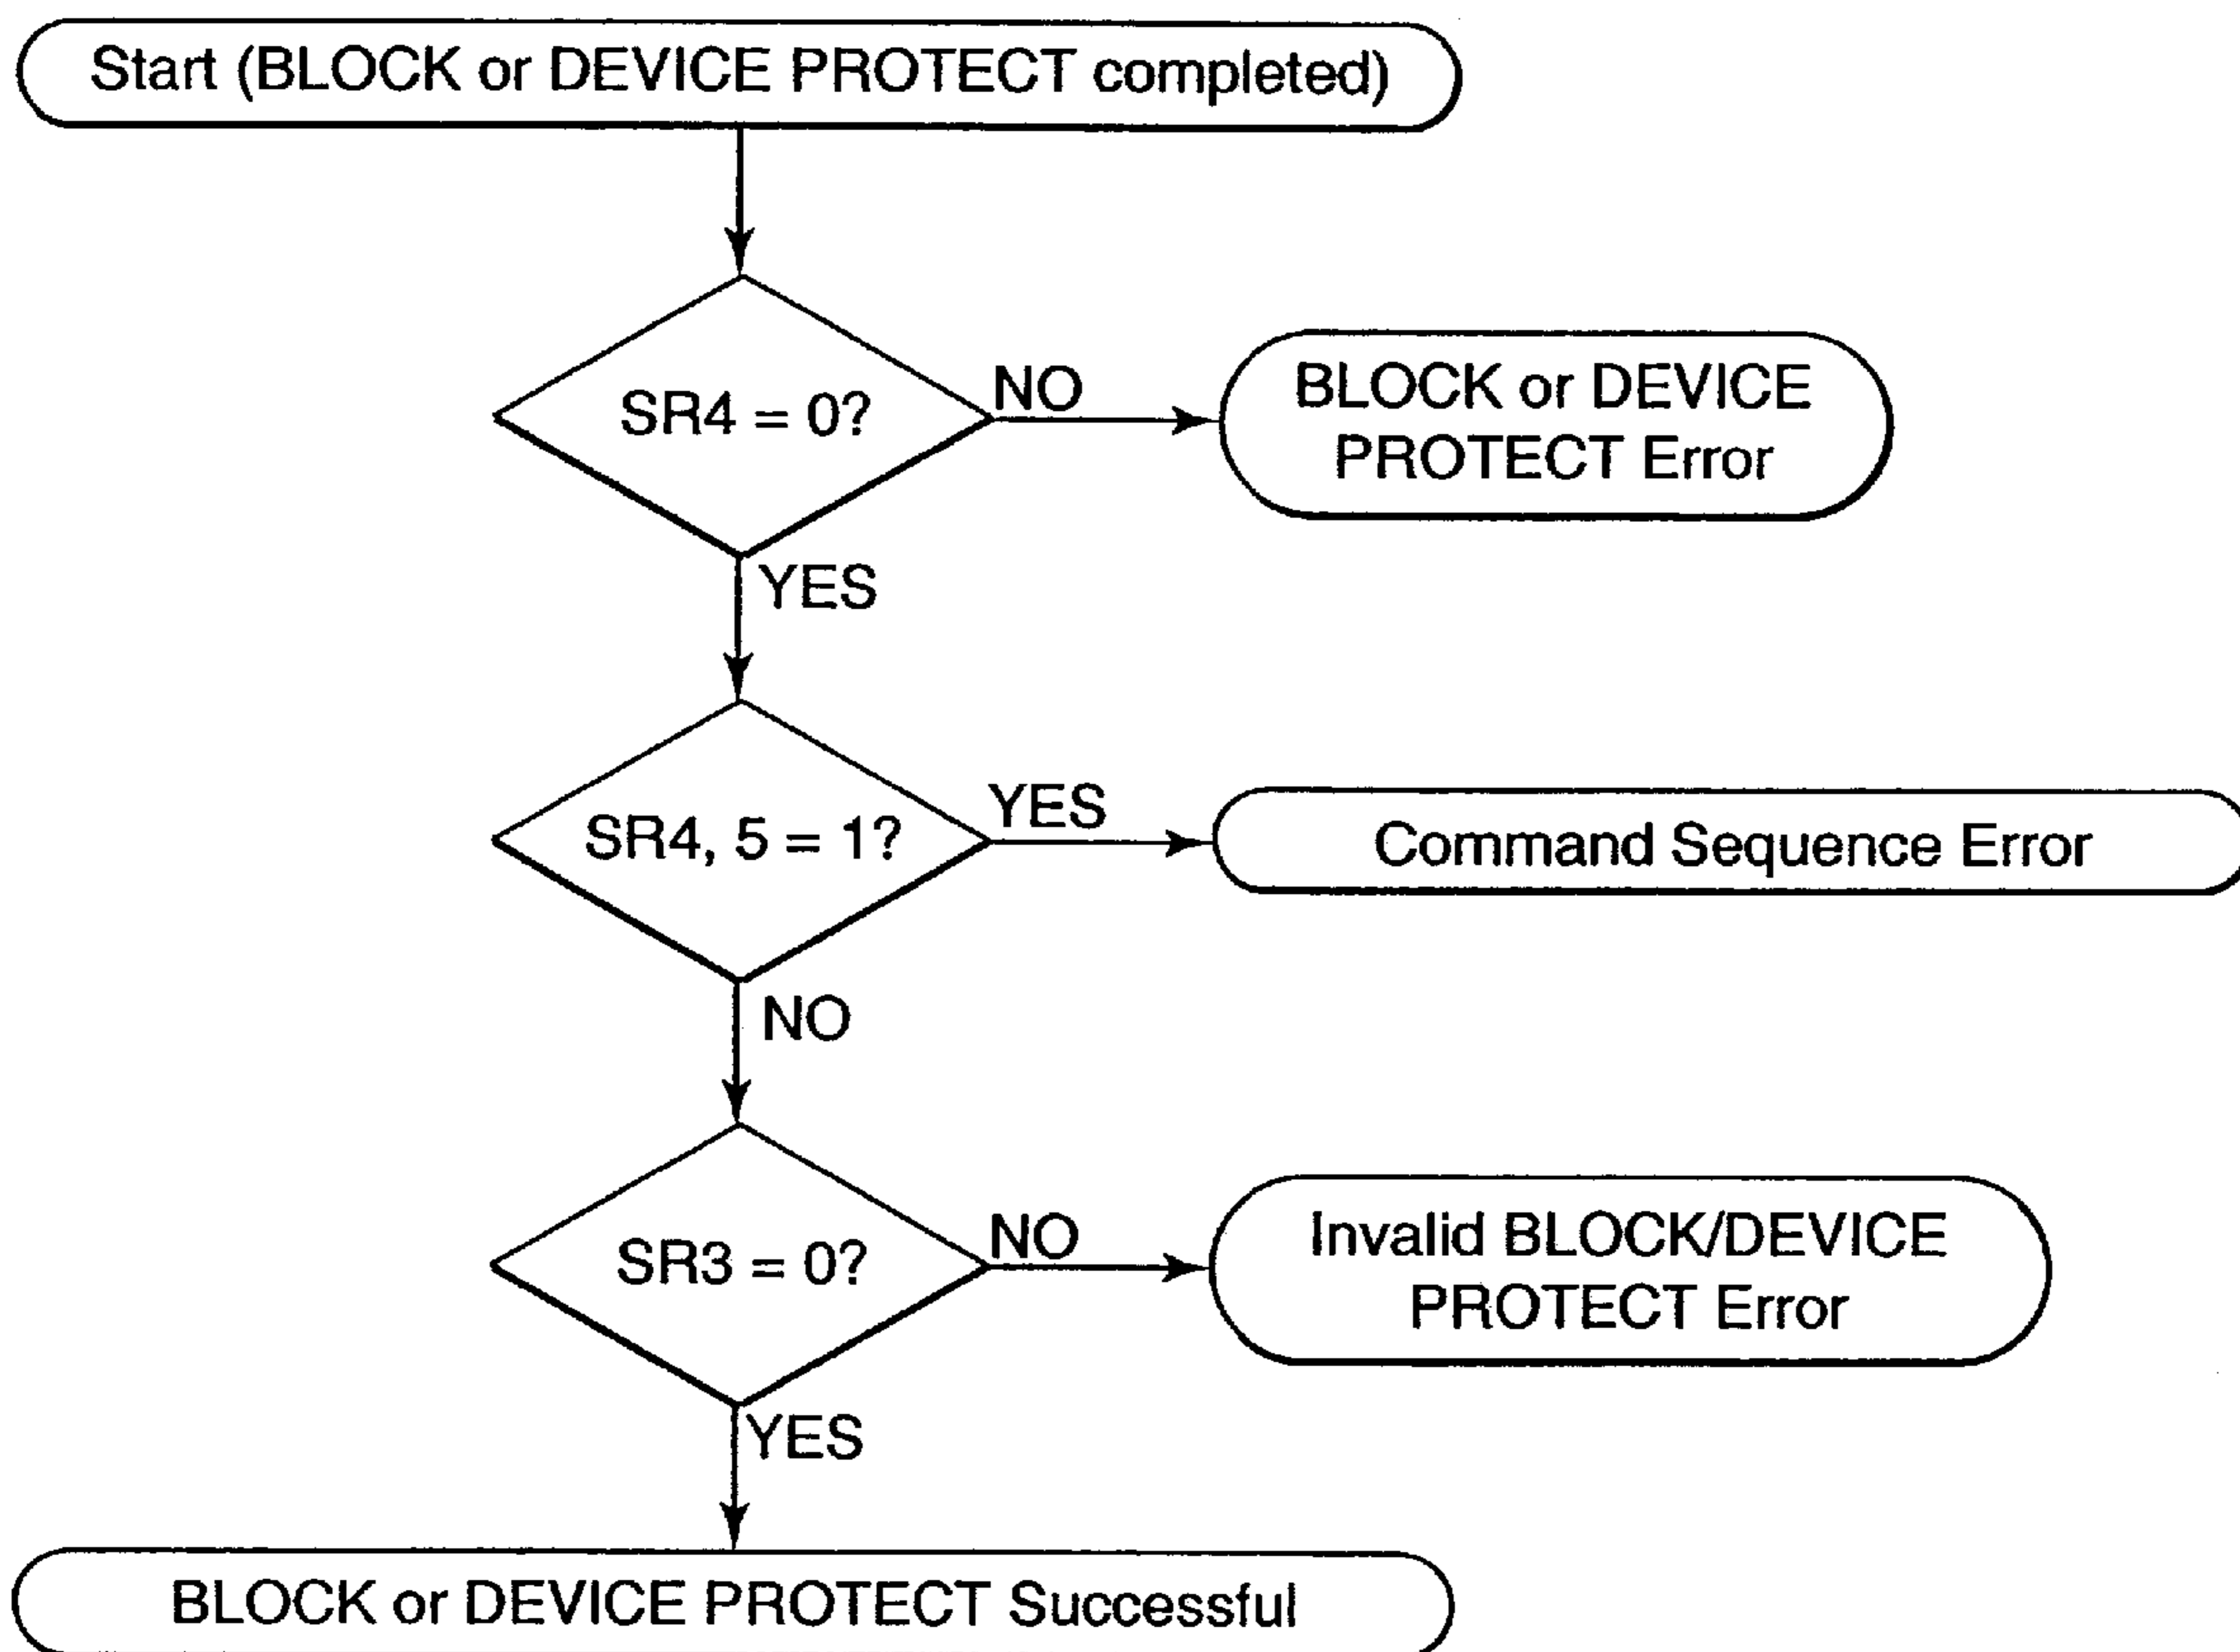 Start (BLOCK or DEVICE PROTECT completed)
SR4 = 0?
NO
BLOCK or DEVICE
PROTECT Error
YES
SR4, 5 = 1?
YES
Command Sequence Error
NO
SR3 = 0?
NO
Invalid BLOCK/DEVICE
PROTECT Error
YES
BLOCK or DEVICE PROTECT Successful